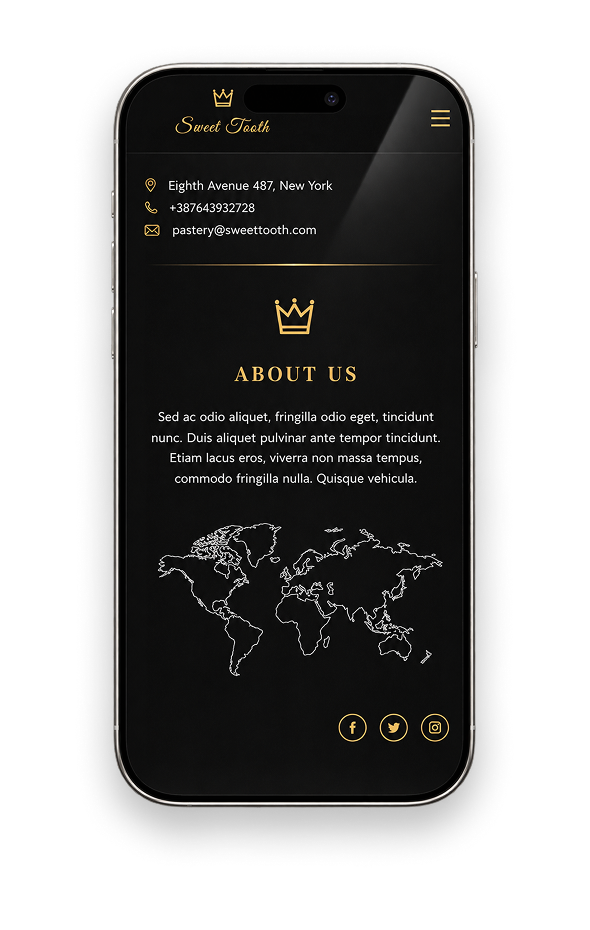 Sweet Tooth
Eighth Avenue 487, New York
+387643932728
pastery@sweettooth.com
ABOUT US
Sed ac odio aliquet, fringilla odio eget, tincidunt
nunc. Duis aliquet pulvinar ante tempor tincidunt.
Etiam lacus eros, viverra non massa tempus,
commodo fringilla nulla. Quisque vehicula.